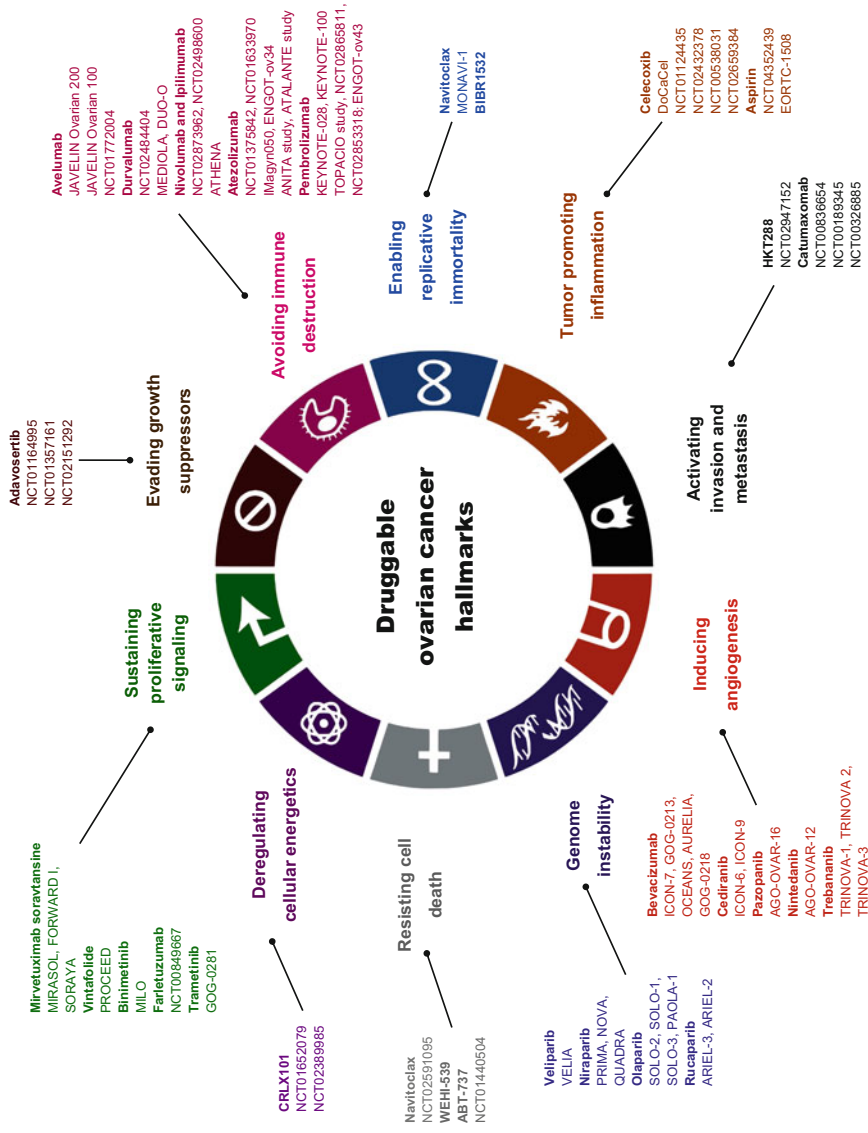 Druggable
ovarian cancer
hallmarks
Sustaining
proliferative
signaling
Mirvetuximab soravtansine
MIRASOL, FORWARD I,
SORAYA
Vintafolide
PROCEED
Binimetinib
MILO
Farletuzumab
NCT00849667
Trametinib
GOG-0281
Evading growth
suppressors
Adavosertib
NCT01164995
NCT01357161
NCT02151292
Avoiding immune
destruction
Avelumab
JAVELIN Ovarian 200
JAVELIN Ovarian 100
NCT01772004
Durvalumab
NCT02484404
MEDIOLA, DUO-O
Nivolumab and Ipilimumab
NCT02873962, NCT02498600
ATHENA
Atezolizumab
NCT01375842, NCT01633970
IMagyn050, ENGOT-ov34
ANITA study, ATALANTE study
Pembrolizumab
KEYNOTE-028, KEYNOTE-100
TOPACIO study, NCT02865811,
NCT02853318; ENGOT-ov43
Enabling
replicative
immortality
Navitoclax
MONAVI-1
BIBR1532
Tumor promoting
inflammation
Celecoxib
DoCaCel
NCT01124435
NCT02432378
NCT00538031
NCT02659384
Aspirin
NCT04352439
EORTC-1508
Activating
invasion and
metastasis
HKT288
NCT02947152
Catumaxomab
NCT00836654
NCT00189345
NCT00326885
Inducing
angiogenesis
Bevacizumab
ICON-7, GOG-0213,
OCEANS, AURELIA,
GOG-0218
Cediranib
ICON-6, ICON-9
Pazopanib
AGO-OVAR-16
Nintedanib
AGO-OVAR-12
Trebananib
TRINOVA-1, TRINOVA 2,
TRINOVA-3
Genome
instability
Veliparib
VELIA
Niraparib
PRIMA, NOVA,
QUADRA
Olaparib
SOLO-2, SOLO-1,
SOLO-3, PAOLA-1
Rucaparib
ARIEL-3, ARIEL-2
Resisting cell
death
Navitoclax
NCT02591095
WEHI-539
ABT-737
NCT01440504
Deregulating
cellular energetics
CRLX101
NCT01652079
NCT02389985